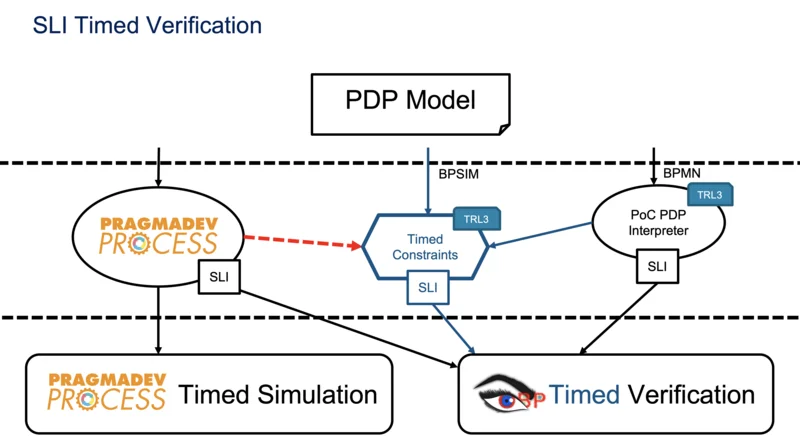 SLI Timed Verification
PDP Model
BPSIM
BPMN
TRL3
TRL3
PRAGMADEV
PROCESS
Timed
Constraints
PoC PDP
Interpreter
SLI
SLI
SLI
PRAGMADEV
PROCESS
Timed Simulation
BP
Timed Verification